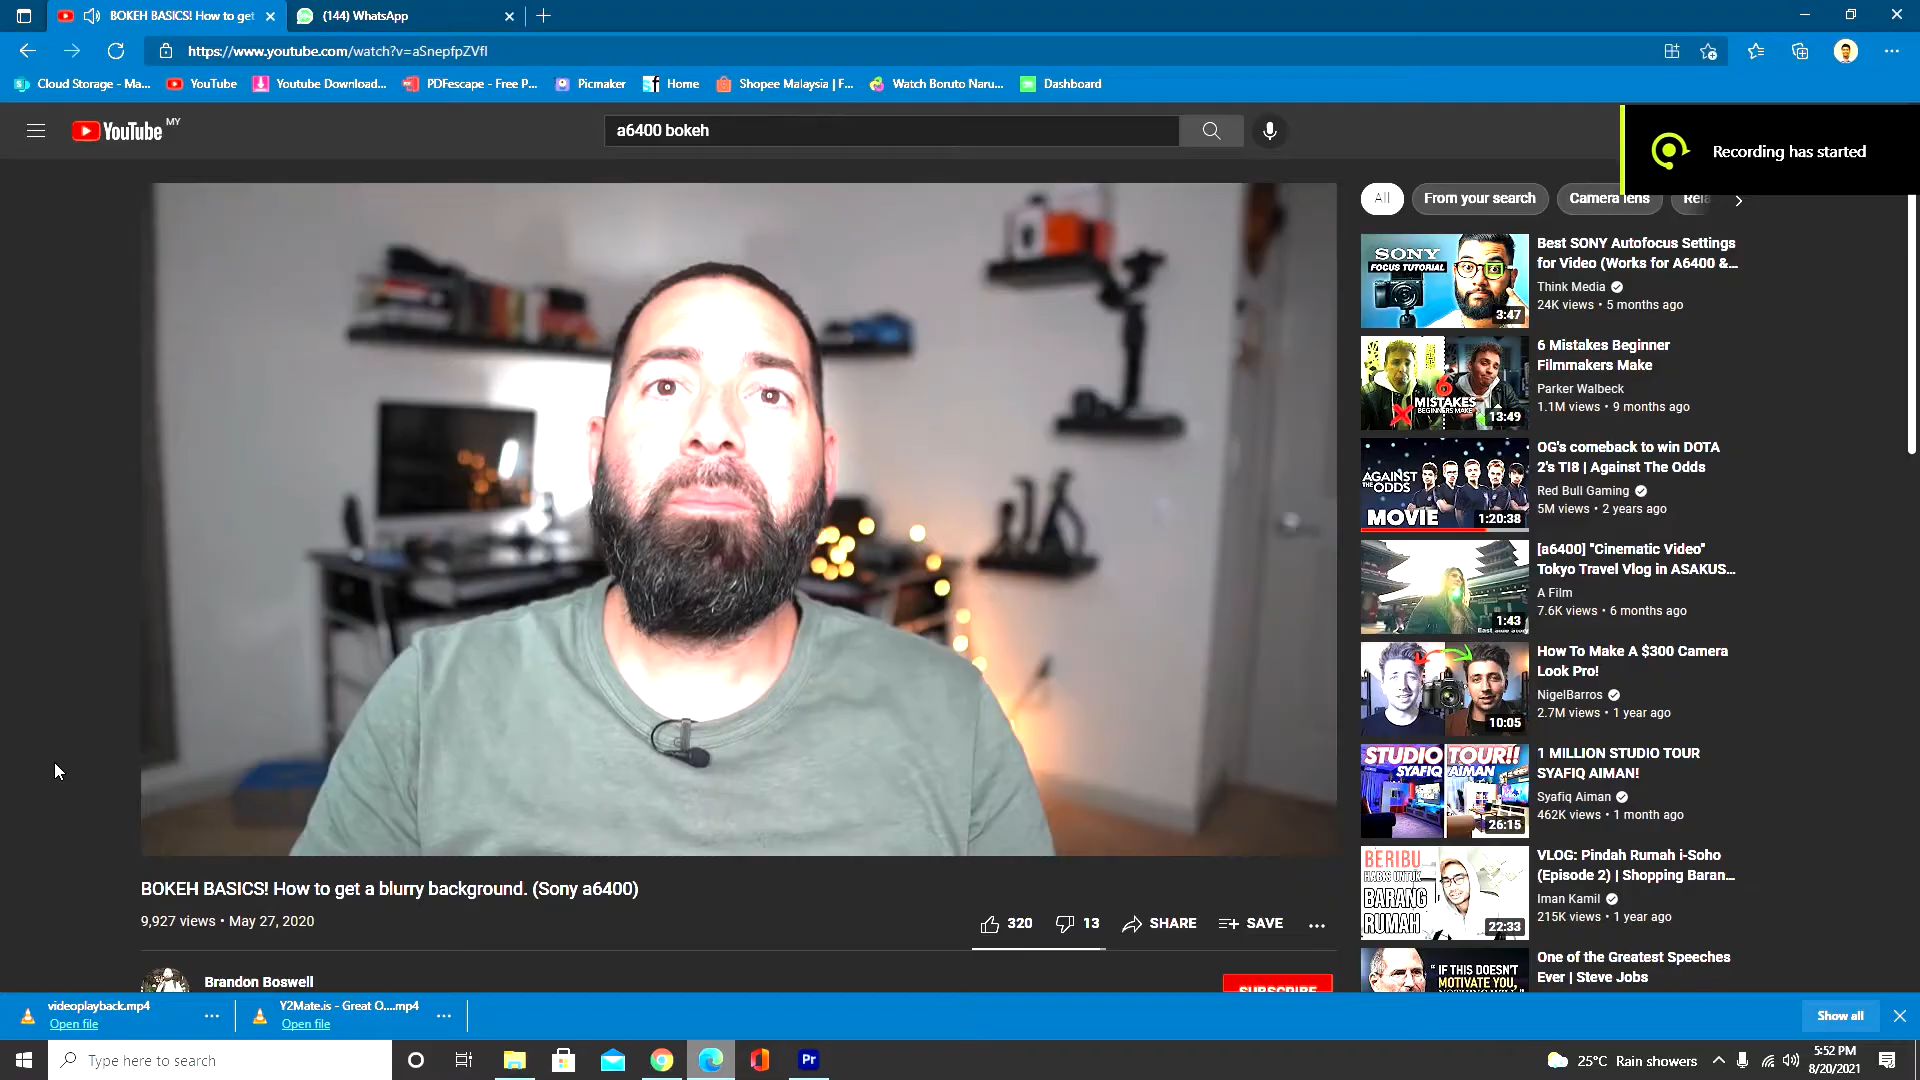 BOKEH BASICS! How to get
(144) WhatsApp
https://www.youtube.com/watch?v=aSnepfpZVfI
Cloud Storage - Ma...
YouTube
Youtube Download...
PDFescape - Free P...
Picmaker
Home
Shopee Malaysia | F...
Watch Boruto Naru...
Dashboard
YouTube MY
a6400 bokeh
Recording has started
All
From your search
Camera lens
Rela
SONY
FOCUS TUTORIAL
3:47
Best SONY Autofocus Settings
for Video (Works for A6400 &...
Think Media
24K views • 5 months ago
6
MISTAKES
BEGINNERS MAKE
13:49
6 Mistakes Beginner
Filmmakers Make
Parker Walbeck
1.1M views • 9 months ago
AGAINST
THE ODDS
MOVIE
1:20:38
OG's comeback to win DOTA
2's TI8 | Against The Odds
Red Bull Gaming
5M views • 2 years ago
1:43
[a6400] "Cinematic Video"
Tokyo Travel Vlog in ASAKUS...
A Film
7.6K views • 6 months ago
10:05
How To Make A $300 Camera
Look Pro!
NigelBarros
2.7M views • 1 year ago
STUDIO TOUR!!
SYAFIQ AIMAN
26:15
1 MILLION STUDIO TOUR
SYAFIQ AIMAN!
Syafiq Aiman
462K views • 1 month ago
BERIBU
HABIS UNTUK
BARANG
RUMAH
22:33
VLOG: Pindah Rumah i-Soho
(Episode 2) | Shopping Baran...
Iman Kamil
215K views • 1 year ago
"IF THIS DOESN'T
MOTIVATE YOU,
One of the Greatest Speeches
Ever | Steve Jobs
BOKEH BASICS! How to get a blurry background. (Sony a6400)
9,927 views • May 27, 2020
320
13
SHARE
SAVE
Brandon Boswell
SUBSCRIBE
videoplayback.mp4
Open file
Y2Mate.is - Great O....mp4
Open file
Show all
Type here to search
Pr
25°C Rain showers
5:52 PM
8/20/2021